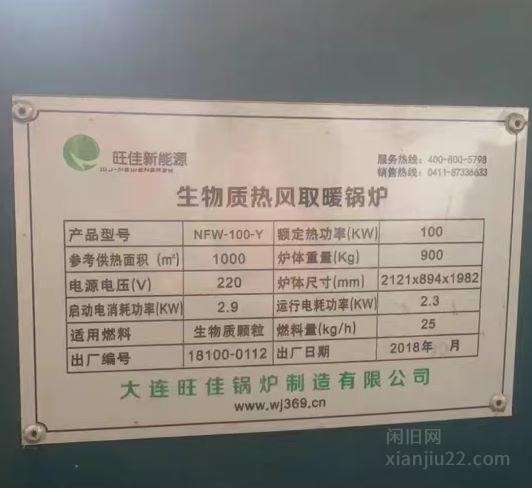 旺佳新能源
WJ-NEWENERGY
服务热线：400-800-5798
销售热线：0411-87336633
生物质热风取暖锅炉
产品型号 NFW-100-Y 额定热功率(KW) 100
参考供热面积（㎡） 1000 炉体重量(Kg) 900
电源电压(V) 220 炉体尺寸(mm) 2121x894x1982
启动电消耗功率(KW) 2.9 运行电耗功率(KW) 2.3
适用燃料 生物质颗粒 燃料量(kg/h) 25
出厂编号 18100-0112 出厂日期 2018年 月
大连旺佳锅炉制造有限公司
www.wj369.cn
闲旧网
xianjiu22.com